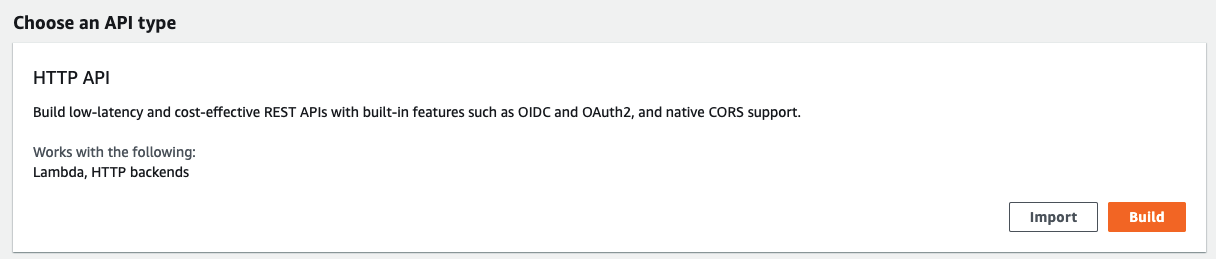 Choose an API type
HTTP API
Build low-latency and cost-effective REST APIs with built-in features such as OIDC and OAuth2, and native CORS support.
Works with the following:
Lambda, HTTP backends
Import
Build